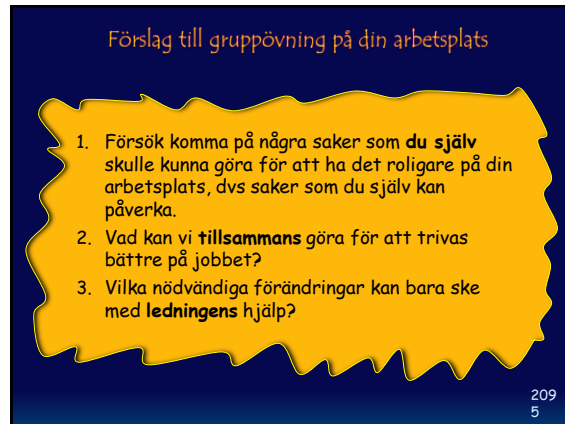 Förslag till gruppövning på din arbetsplats
1. Försök komma på några saker som du själv
skulle kunna göra för att ha det roligare på din
arbetsplats, dvs saker som du själv kan
påverka.
2. Vad kan vi tillsammans göra för att trivas
bättre på jobbet?
3. Vilka nödvändiga förändringar kan bara ske
med ledningens hjälp?
209
5